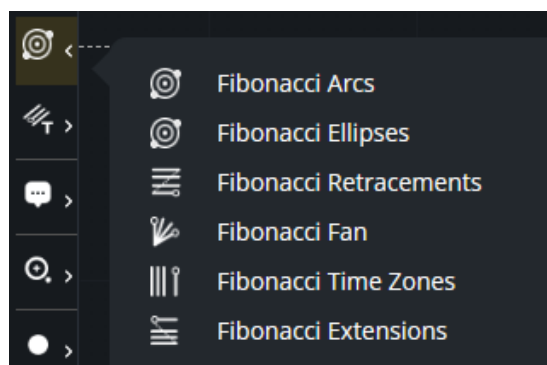 Fibonacci Arcs
T
Fibonacci Ellipses
Fibonacci Retracements
Fibonacci Fan
Fibonacci Time Zones
Fibonacci Extensions